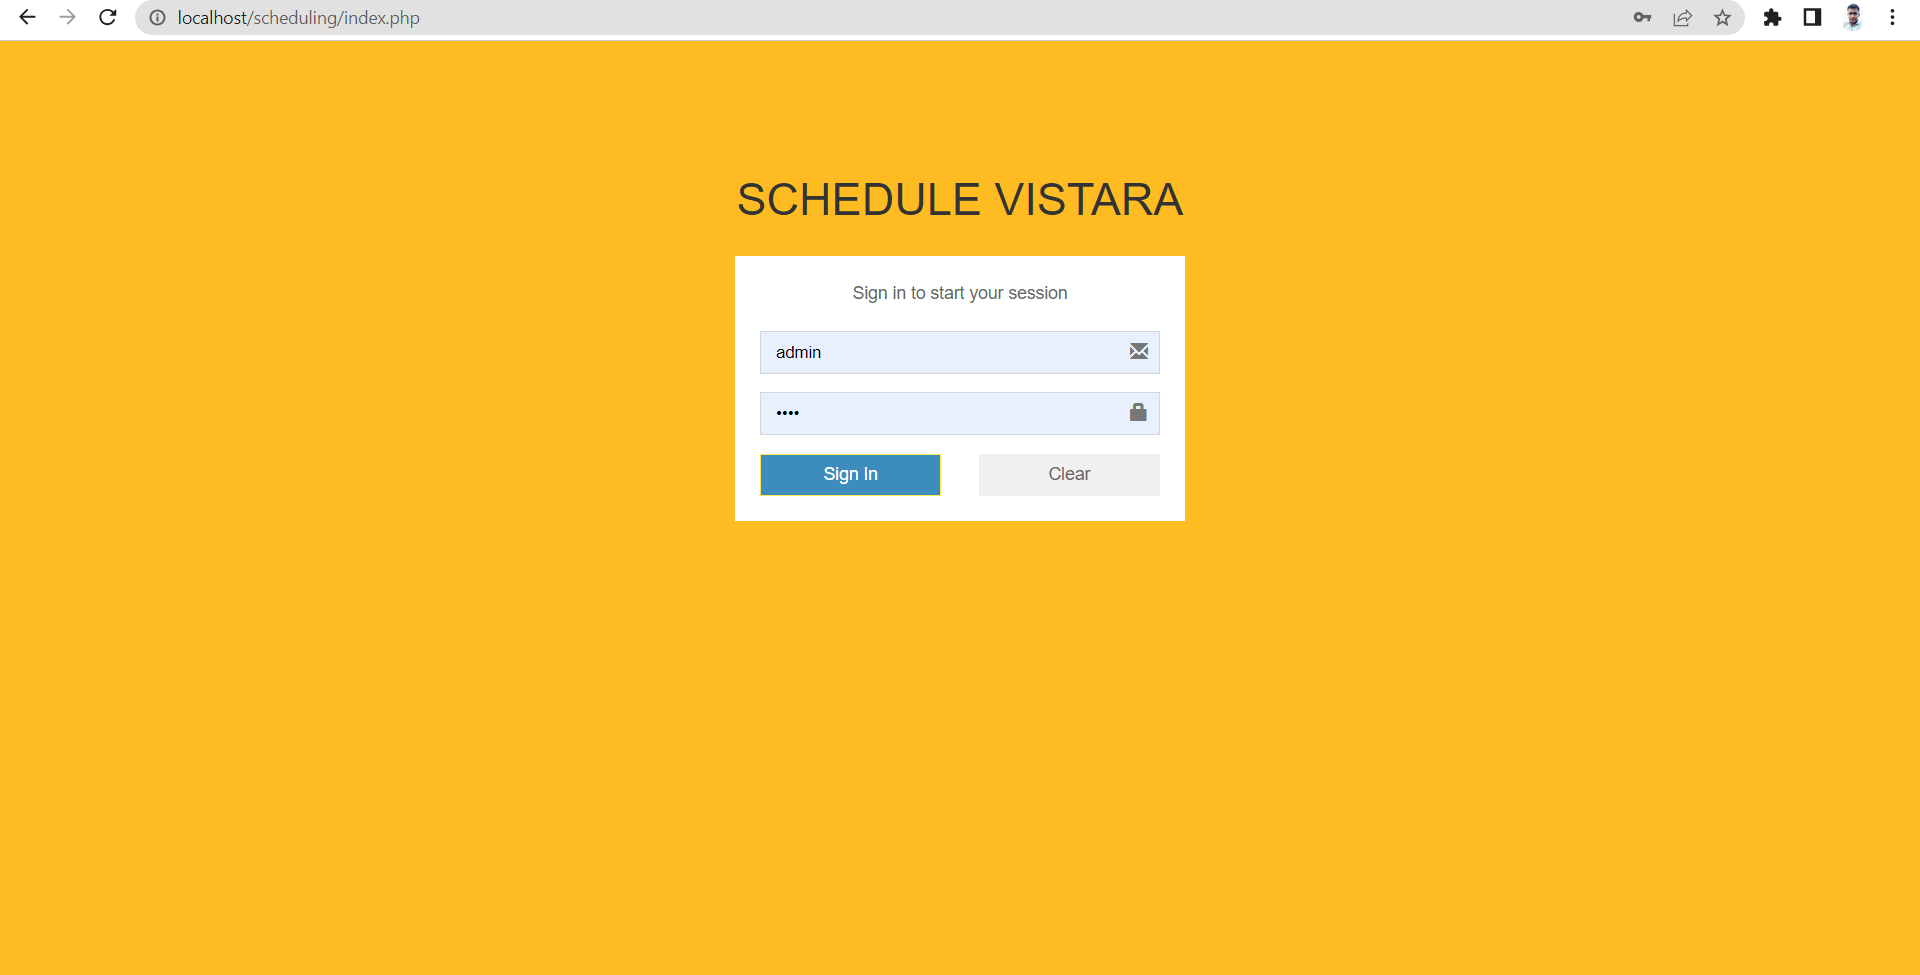 localhost/scheduling/index.php
SCHEDULE VISTARA
Sign in to start your session
admin
••••
Sign In
Clear